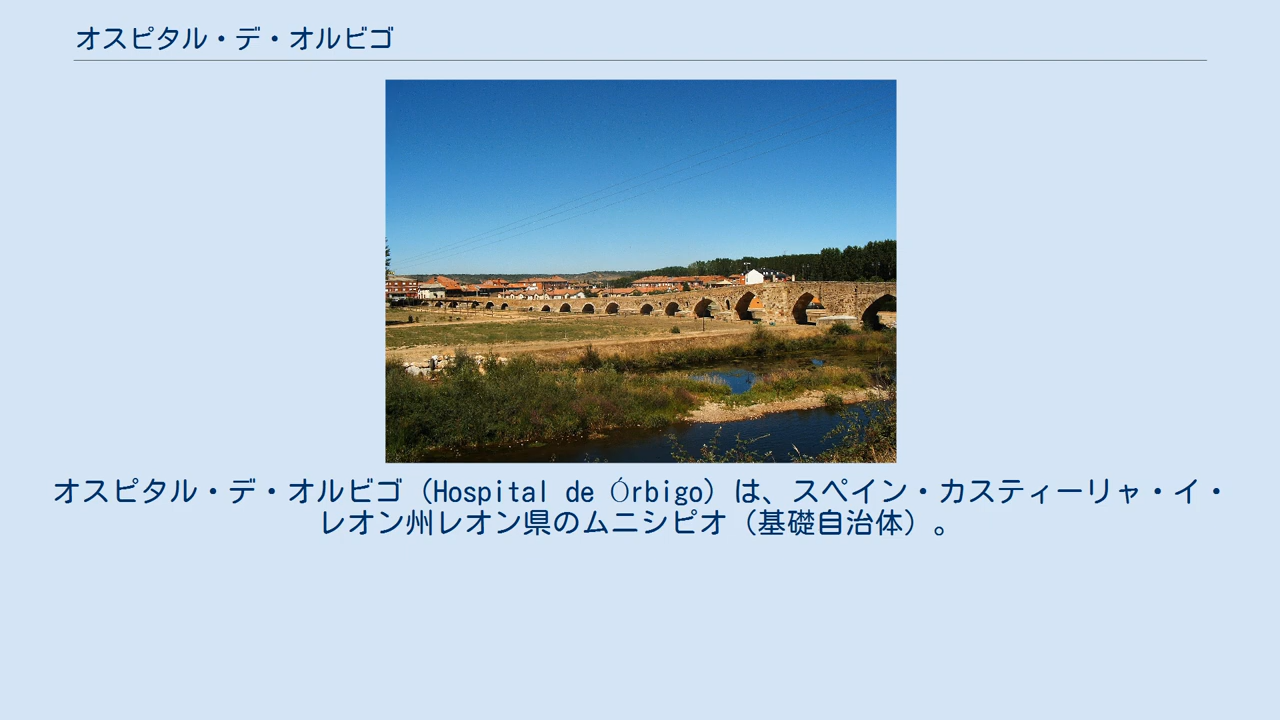 オスピタル・デ・オルビゴ
オスピタル・デ・オルビゴ（Hospital de Órbigo）は、スペイン・カスティーリャ・イ・
レオン州レオン県のムニシピオ（基礎自治体）。